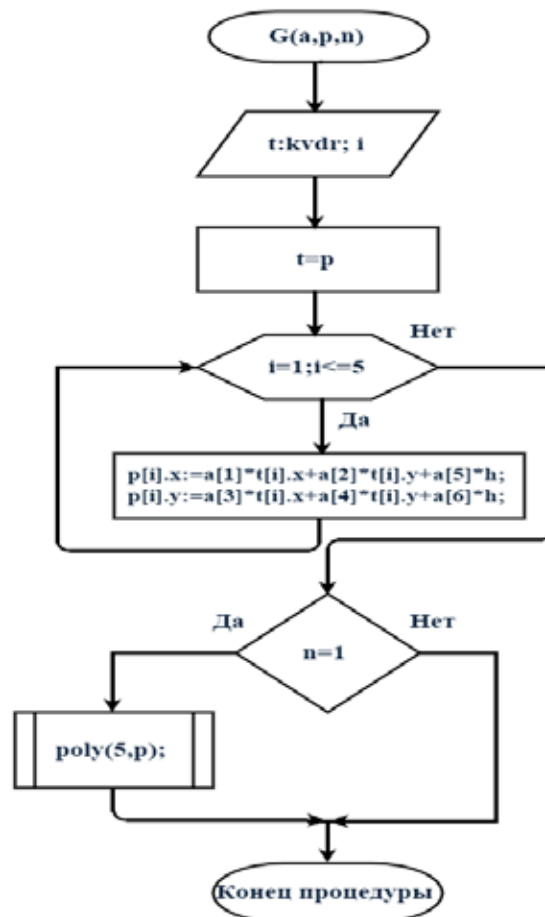 G(a,p,n)
t:kvdr; i
t=p
Нет
i=1;i<=5
Да
p[i].x:=a[1]*t[i].x+a[2]*t[i].y+a[5]*h;
p[i].y:=a[3]*t[i].x+a[4]*t[i].y+a[6]*h;
Да
Нет
n=1
poly(5,p);
Конец процедуры